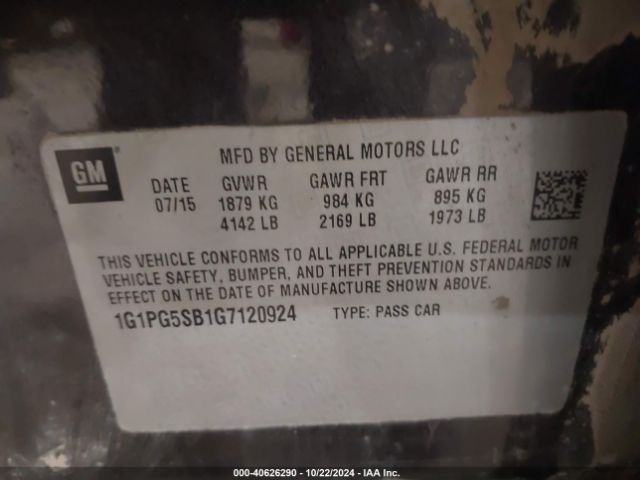 GM
MFD BY GENERAL MOTORS LLC
DATE GVWR GAWR FRT GAWR RR
07/15 1879 KG 984 KG 895 KG
4142 LB 2169 LB 1973 LB
THIS VEHICLE CONFORMS TO ALL APPLICABLE U.S. FEDERAL MOTOR
VEHICLE SAFETY, BUMPER, AND THEFT PREVENTION STANDARDS IN
EFFECT ON THE DATE OF MANUFACTURE SHOWN ABOVE.
1G1PG5SB1G7120924 TYPE: PASS CAR
000-40626290 - 10/22/2024 - IAA Inc.